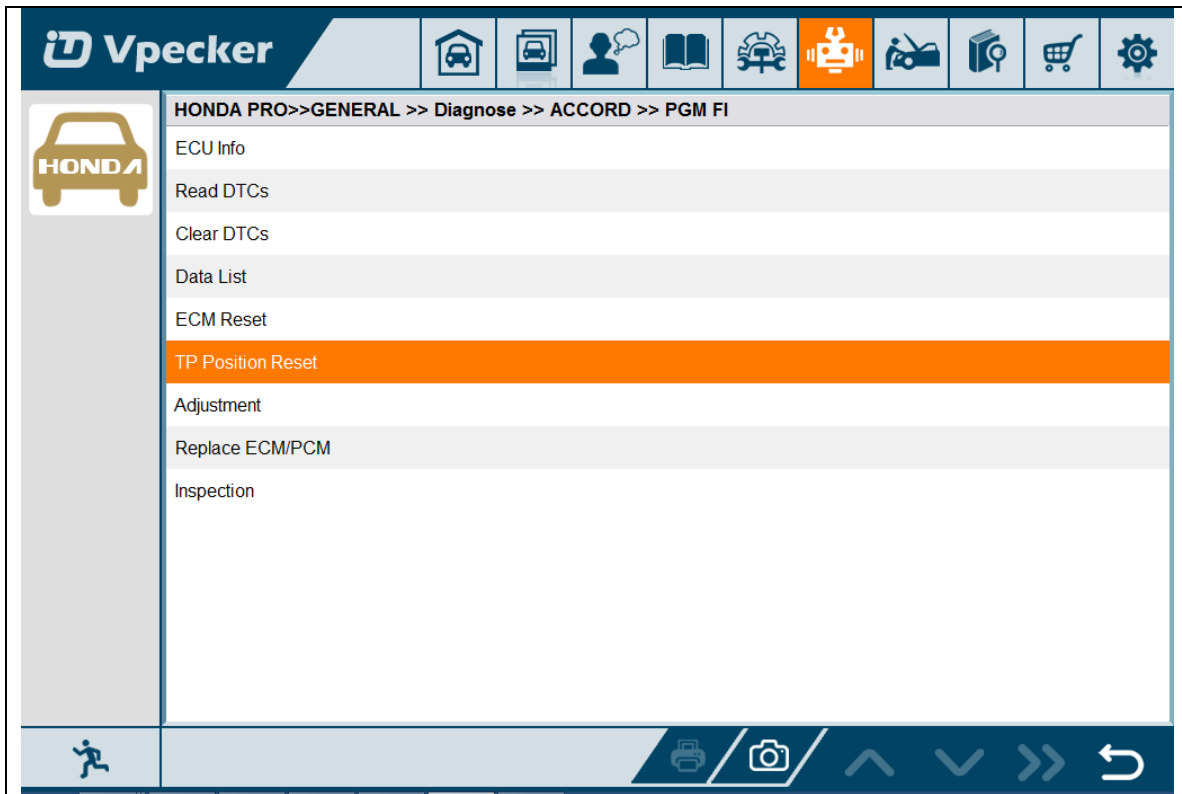 Vpecker
HONDA PRO>>GENERAL >> Diagnose >> ACCORD >> PGM FI
HONDA
ECU Info
Read DTCs
Clear DTCs
Data List
ECM Reset
TP Position Reset
Adjustment
Replace ECM/PCM
Inspection